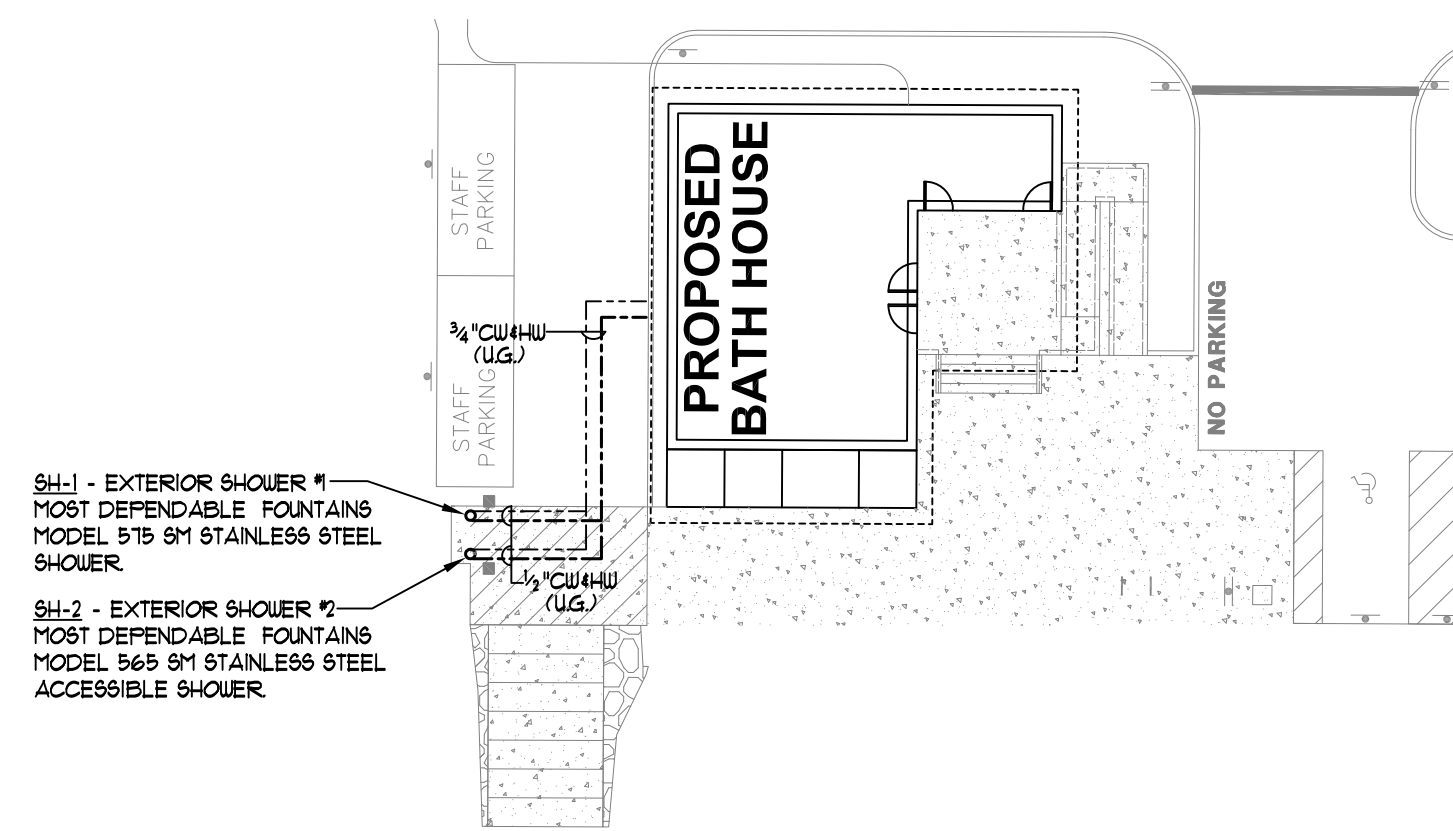 STAFF
PARKING
STAFF
PARKING
PROPOSED
BATH HOUSE
NO PARKING
¾"CW&HW
(U.G.)
SH-1 - EXTERIOR SHOWER #1
MOST DEPENDABLE FOUNTAINS
MODEL 575 SM STAINLESS STEEL
SHOWER.
½"CW&HW
(U.G.)
SH-2 - EXTERIOR SHOWER #2
MOST DEPENDABLE FOUNTAINS
MODEL 565 SM STAINLESS STEEL
ACCESSIBLE SHOWER.